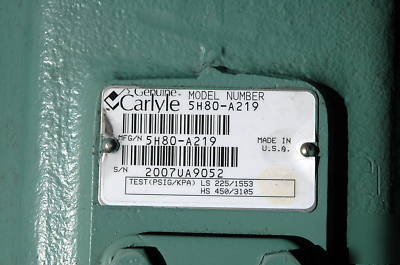 Genuine MODEL NUMBER
Carlyle 5H80-A219
MFG/N 5H80-A219
MADE IN
U.S.A.
S/N 2007UA9052
TEST(PSIG/KPA) LS 225/1553
HS 450/3105